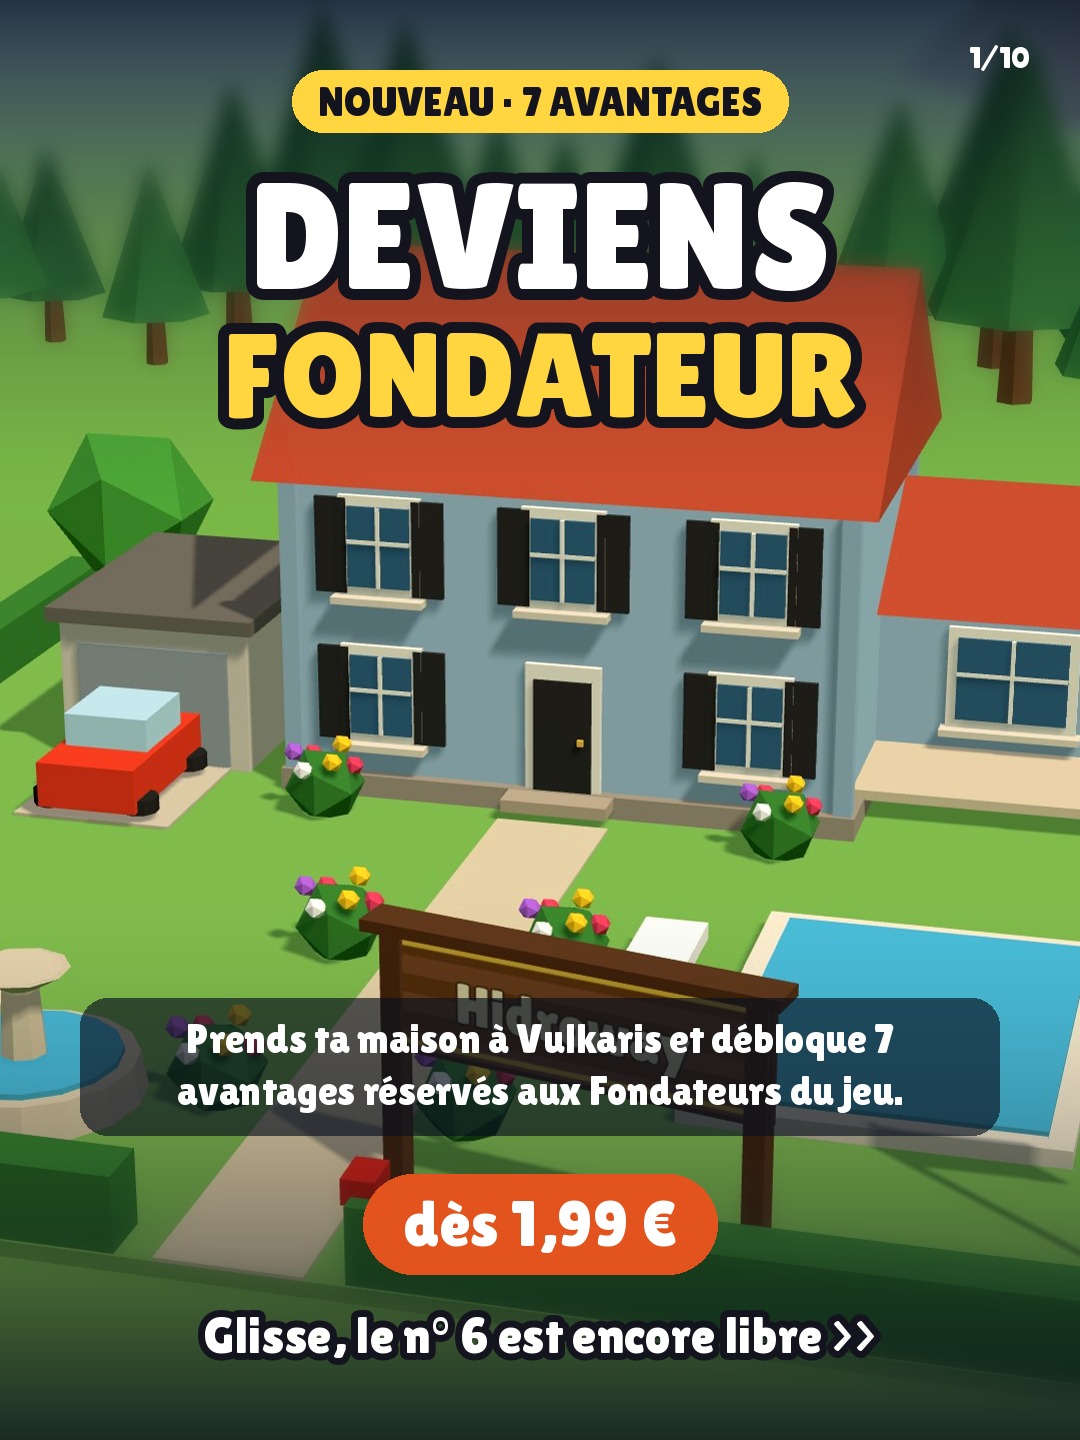 1/10
NOUVEAU · 7 AVANTAGES
DEVIENS
FONDATEUR
Prends ta maison à Vulkaris et débloque 7
avantages réservés aux Fondateurs du jeu.
dès 1,99 €
Glisse, le n° 6 est encore libre >>